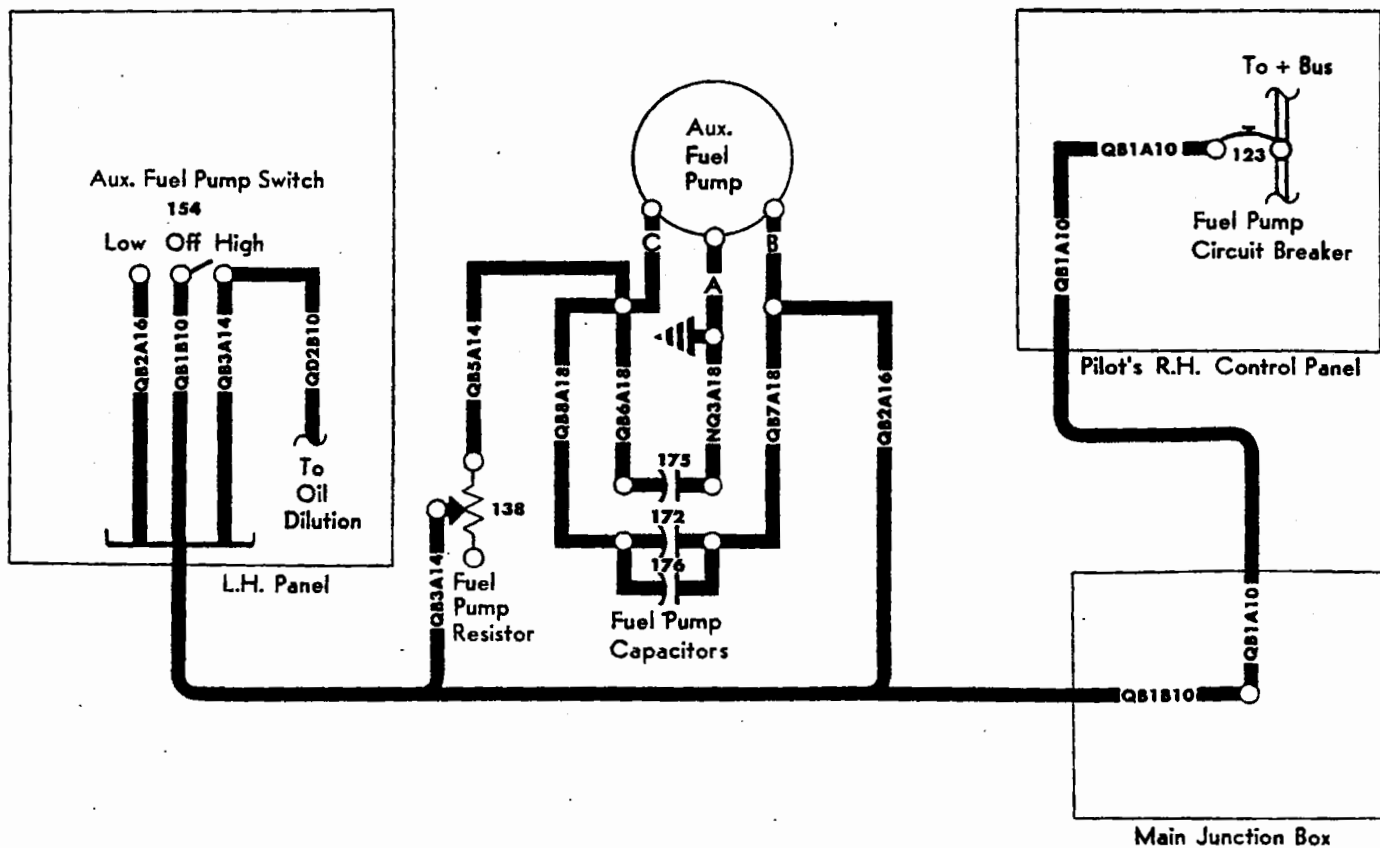 To + Bus
QB1A10
123
Fuel Pump
Circuit Breaker
QB1A10
Pilot's R.H. Control Panel
Aux. Fuel Pump Switch
154
Low Off High
QB2A16
QB1B10
QB3A14
QD2B10
To
Oil
Dilution
L.H. Panel
Aux.
Fuel
Pump
C
A
B
QB5A14
QB8A18
QB6A18
NQ3A18
QB7A18
QB2A16
175
172
176
Fuel Pump
Capacitors
138
QB3A14
Fuel
Pump
Resistor
QB1A10
QB1B10
Main Junction Box